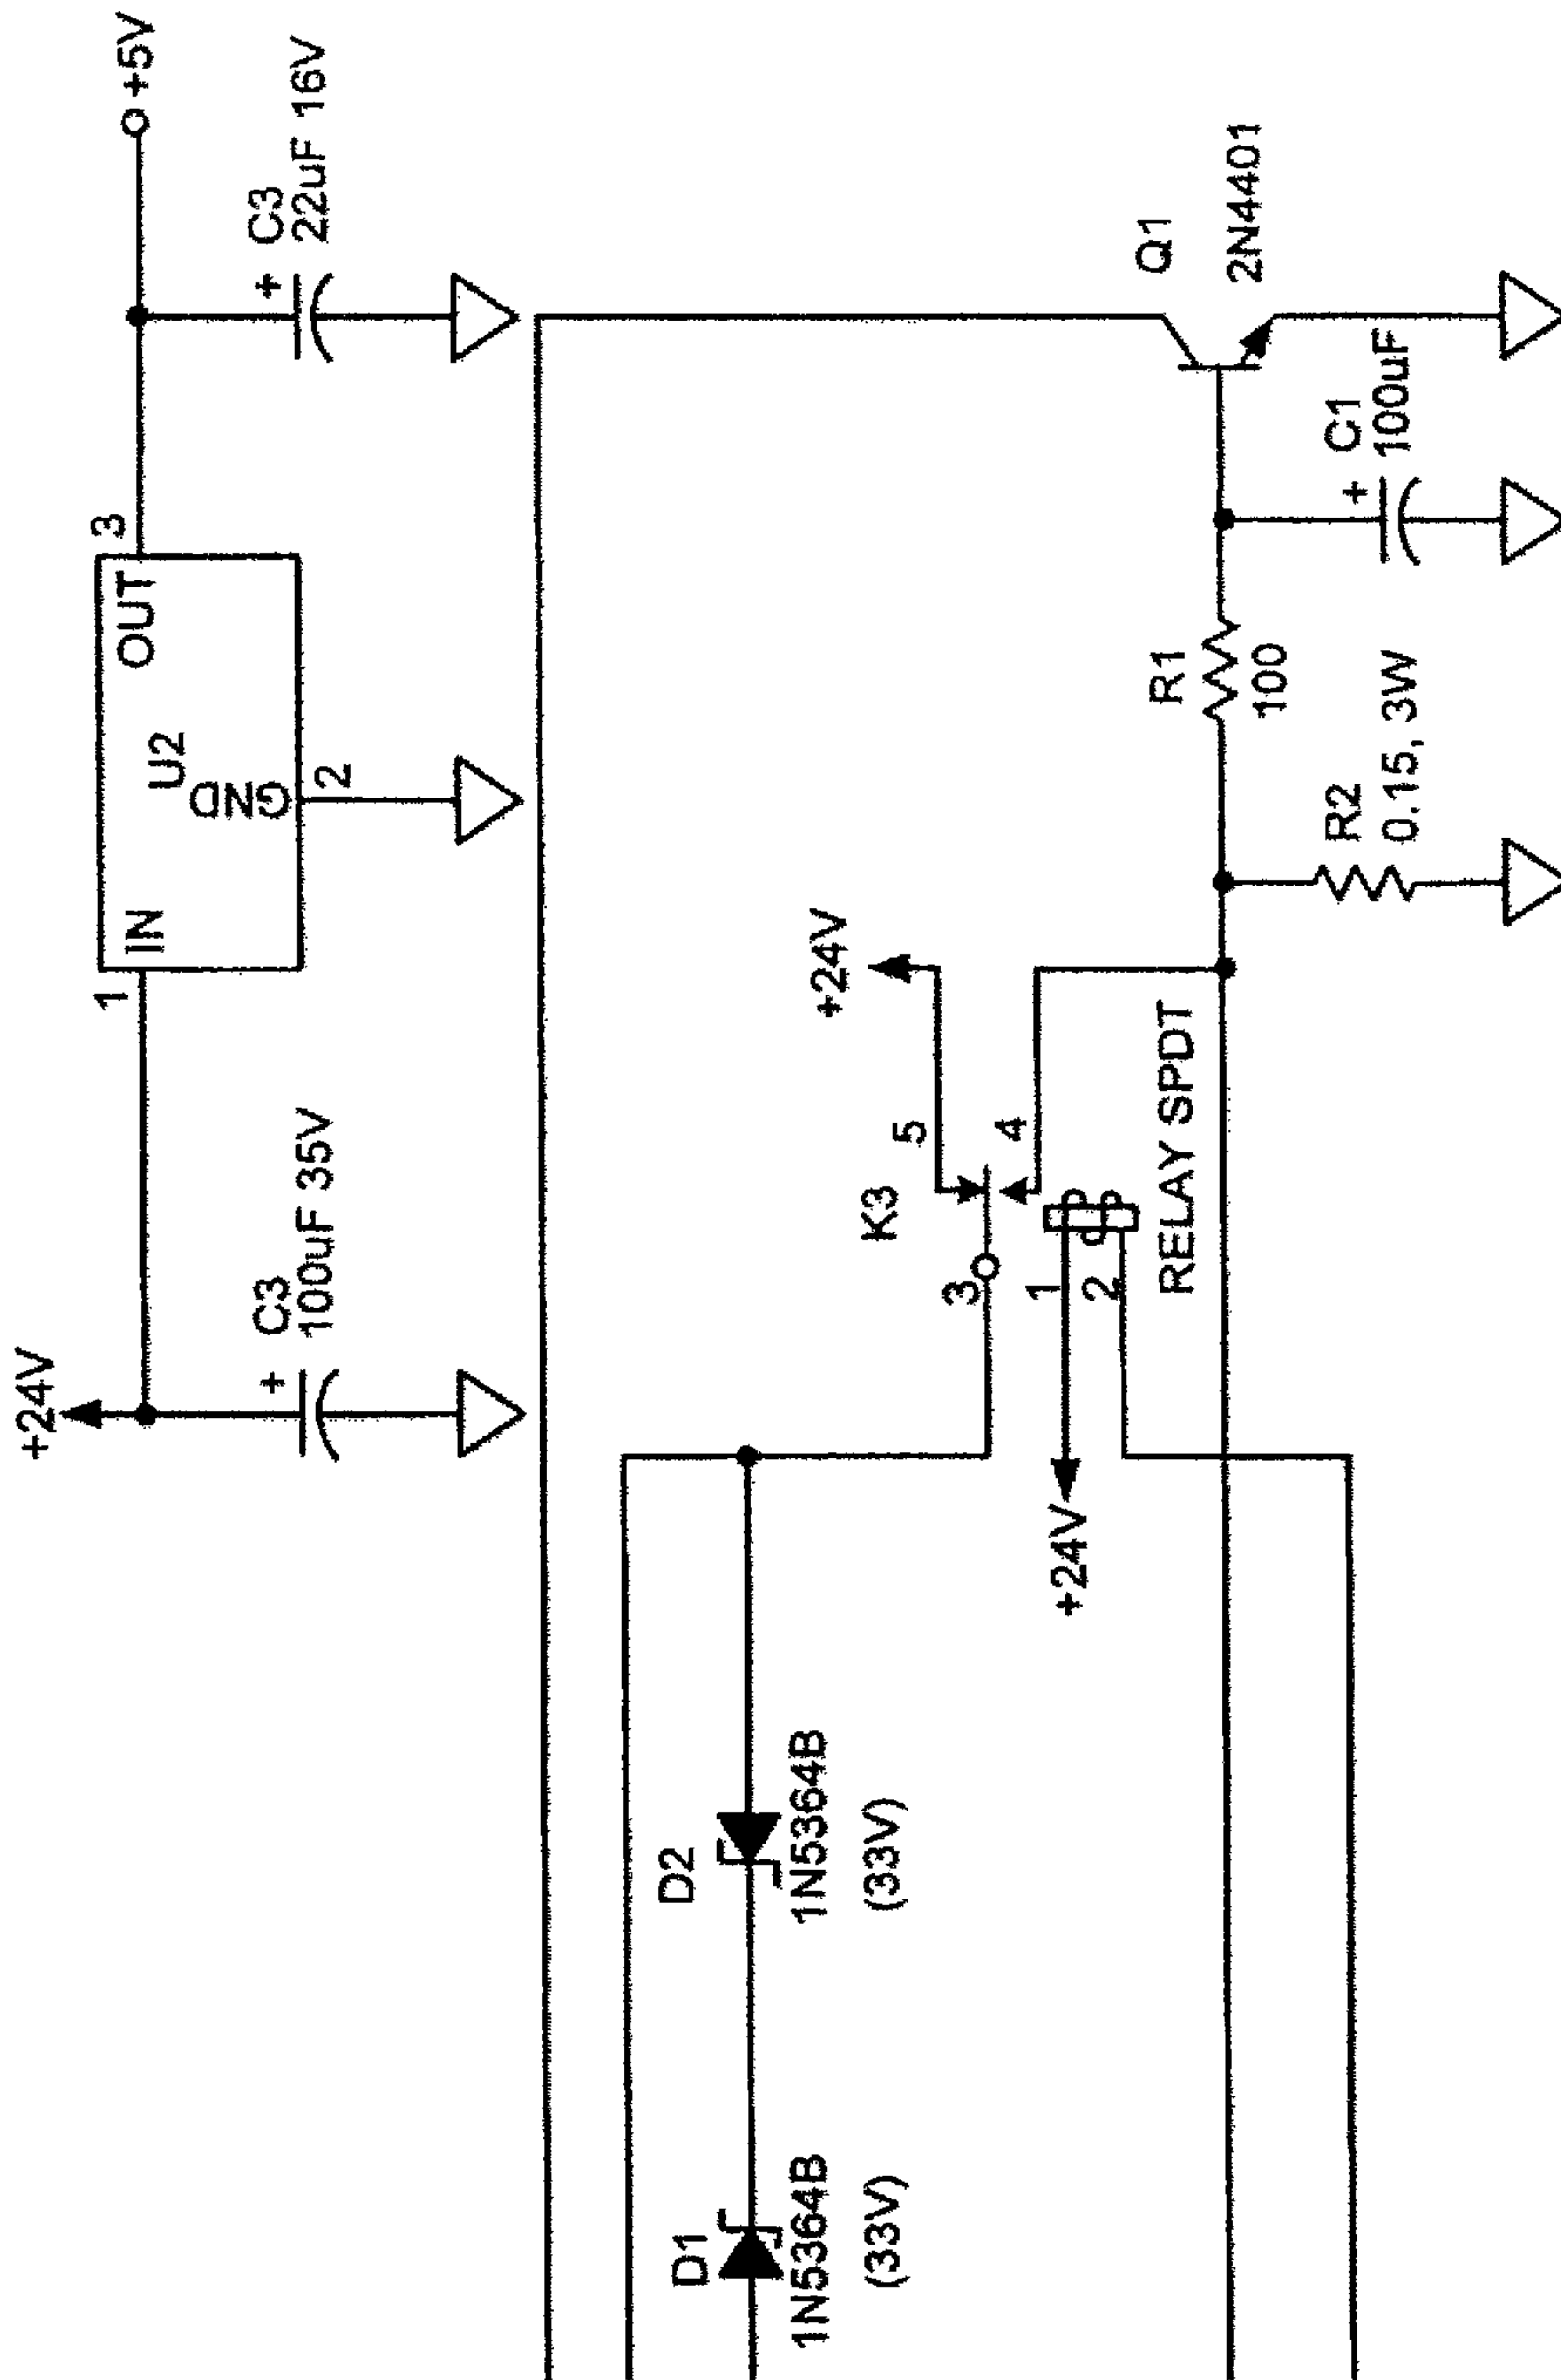 +24V
C3
100uF 35V
+
1
IN
U2
GND
2
OUT
3
+5V
C3
22uF 16V
+
D1
1N5364B
(33V)
D2
1N5364B
(33V)
K3
3
5
4
+24V
1
2
+24V
RELAY SPDT
R2
0.15, 3W
R1
100
C1
100uF
+
Q1
2N4401